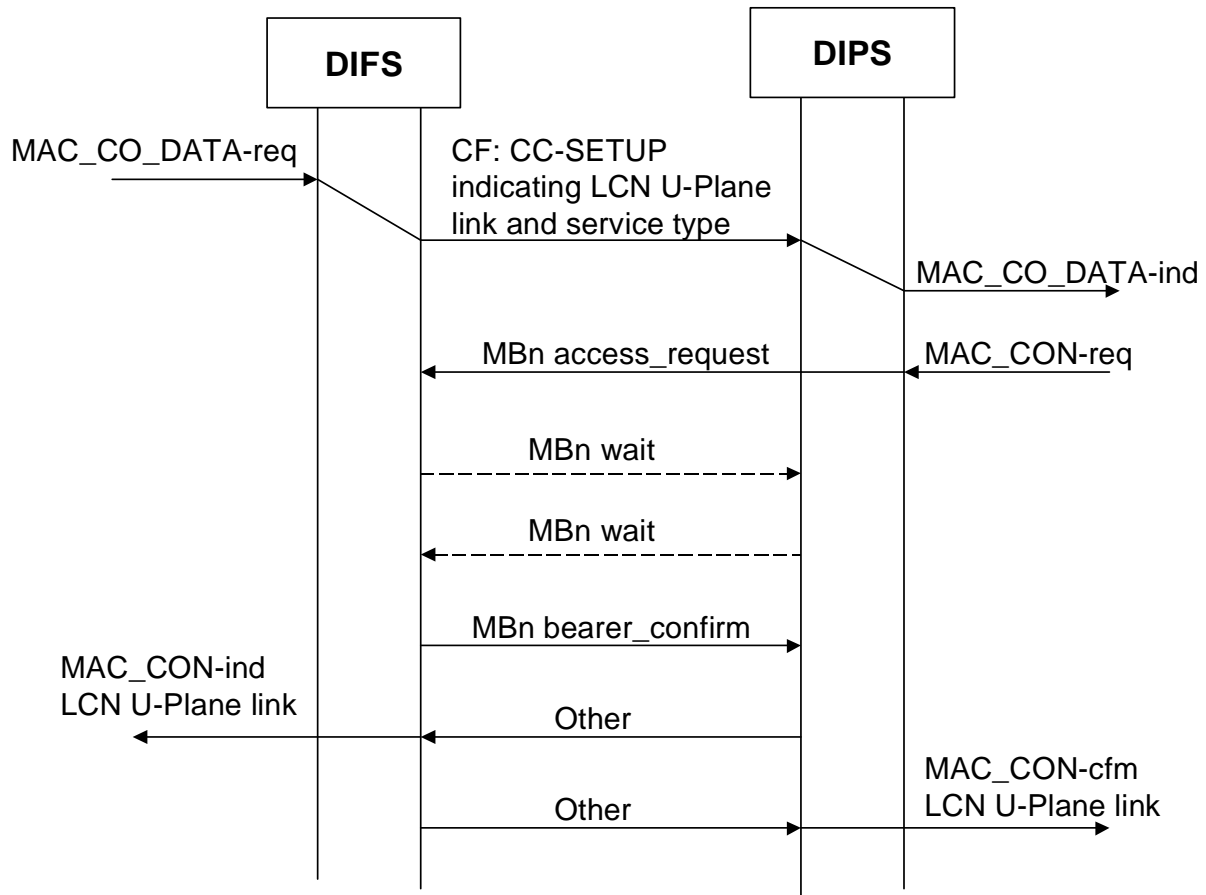 DIFS
DIPS
MAC_CO_DATA-req
CF: CC-SETUP
indicating LCN U-Plane
link and service type
MAC_CO_DATA-ind
MBn access_request
MAC_CON-req
MBn wait
MBn wait
MBn bearer_confirm
MAC_CON-ind
LCN U-Plane link
Other
MAC_CON-cfm
LCN U-Plane link
Other